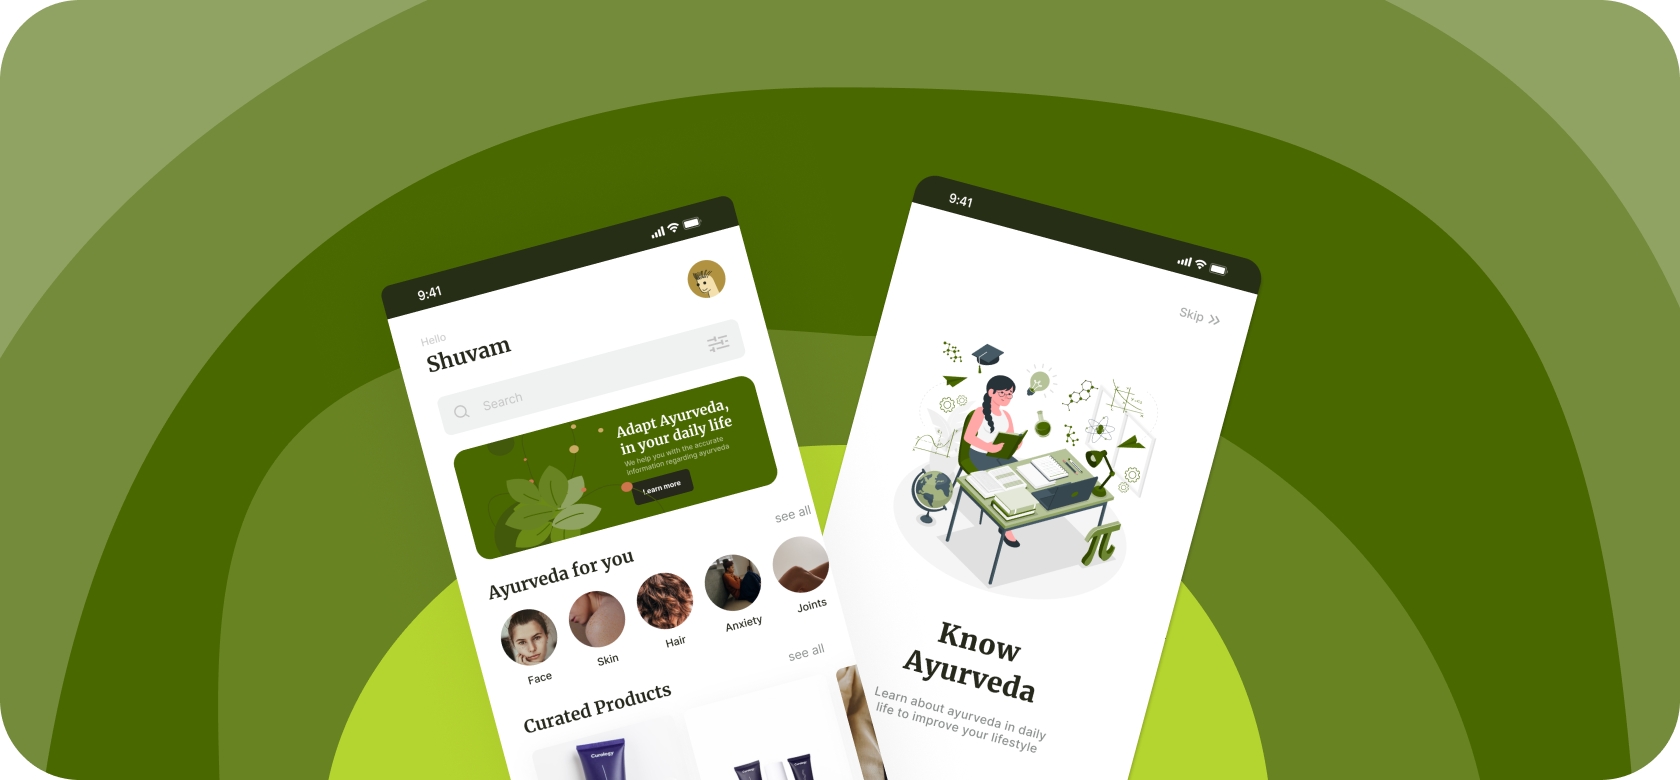 9:41
Hello
Shuvam
Search
Adapt Ayurveda,
in your daily life
We help you with the accurate
information regarding ayurveda
Learn more
see all
Ayurveda for you
Face
Skin
Hair
Anxiety
Joints
see all
Curated Products
Curology
9:41
Skip
π
Know
Ayurveda
Learn about ayurveda in daily
life to improve your lifestyle